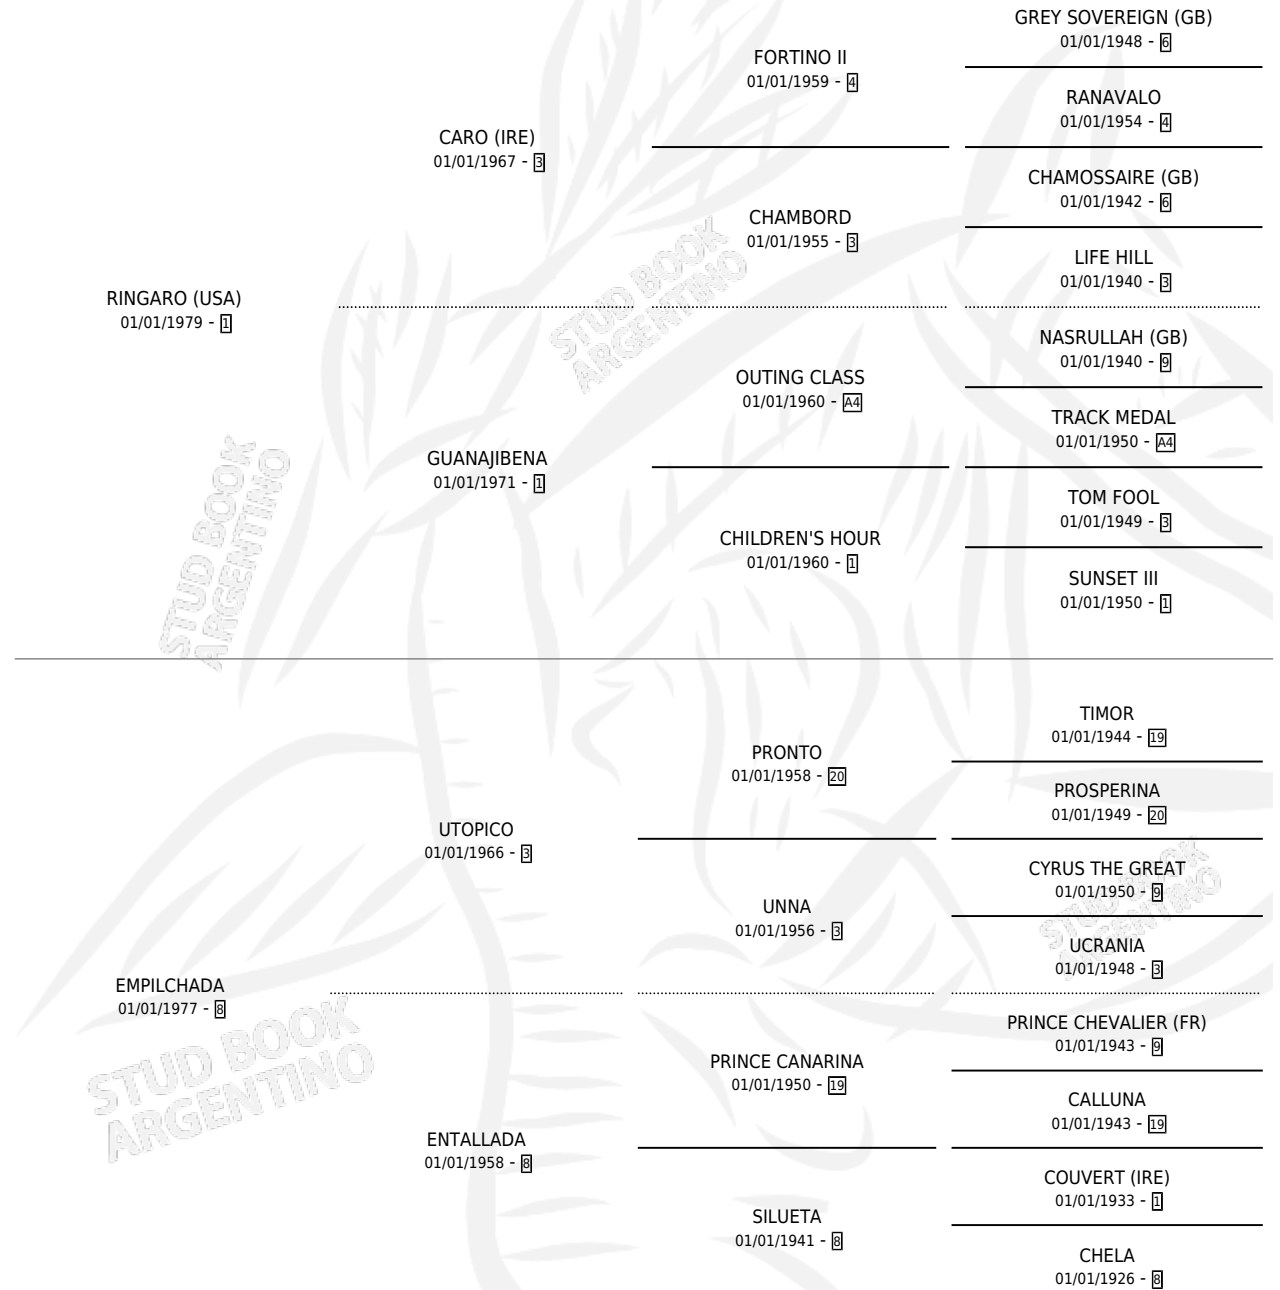 GREY SOVEREIGN (GB)
01/01/1948 - 6
FORTINO II
01/01/1959 - 4
RANAVALO
01/01/1954 - 4
CARO (IRE)
01/01/1967 - 3
CHAMOSSAIRE (GB)
01/01/1942 - 6
CHAMBORD
01/01/1955 - 3
LIFE HILL
01/01/1940 - 3
RINGARO (USA)
01/01/1979 - 1
STUD BOOK
ARGENTINO
NASRULLAH (GB)
01/01/1940 - 9
OUTING CLASS
01/01/1960 - A4
TRACK MEDAL
01/01/1950 - A4
GUANAJIBENA
01/01/1971 - 1
TOM FOOL
01/01/1949 - 3
CHILDREN'S HOUR
01/01/1960 - 1
SUNSET III
01/01/1950 - 1
STUD BOOK
ARGENTINO
TIMOR
01/01/1944 - 19
PRONTO
01/01/1958 - 20
PROSPERINA
01/01/1949 - 20
UTOPICO
01/01/1966 - 3
CYRUS THE GREAT
01/01/1950 - 9
UNNA
01/01/1956 - 3
UCRANIA
01/01/1948 - 3
STUD BOOK
ARGENTINO
EMPILCHADA
01/01/1977 - 8
PRINCE CHEVALIER (FR)
01/01/1943 - 9
PRINCE CANARINA
01/01/1950 - 19
CALLUNA
01/01/1943 - 19
STUD BOOK
ARGENTINO
ENTALLADA
01/01/1958 - 8
COUVERT (IRE)
01/01/1933 - 1
SILUETA
01/01/1941 - 8
CHELA
01/01/1926 - 8